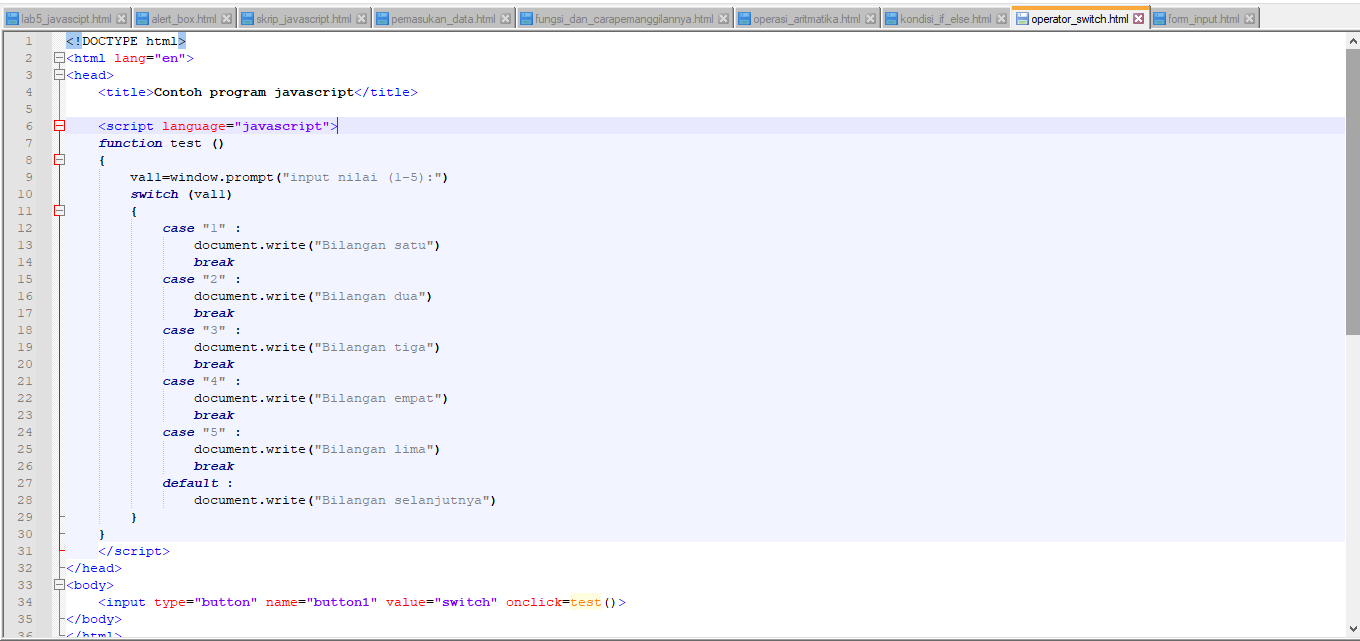 lab5_javascipt.html alert_box.html skrip_javascript.html pemasukan_data.html fungsi_dan_carapemanggilannya.html operasi_aritmatika.html kondisi_if_else.html operator_switch.html form_input.html
1 <!DOCTYPE html>
2 <html lang="en">
3 <head>
4 <title>Contoh program javascript</title>
5
6 <script language="javascript">
7 function test ()
8 {
9 val1=window.prompt("input nilai (1-5):")
10 switch (val1)
11 {
12 case "1" :
13 document.write("Bilangan satu")
14 break
15 case "2" :
16 document.write("Bilangan dua")
17 break
18 case "3" :
19 document.write("Bilangan tiga")
20 break
21 case "4" :
22 document.write("Bilangan empat")
23 break
24 case "5" :
25 document.write("Bilangan lima")
26 break
27 default :
28 document.write("Bilangan selanjutnya")
29 }
30 }
31 </script>
32 </head>
33 <body>
34 <input type="button" name="button1" value="switch" onclick=test()>
35 </body>
36 </html>